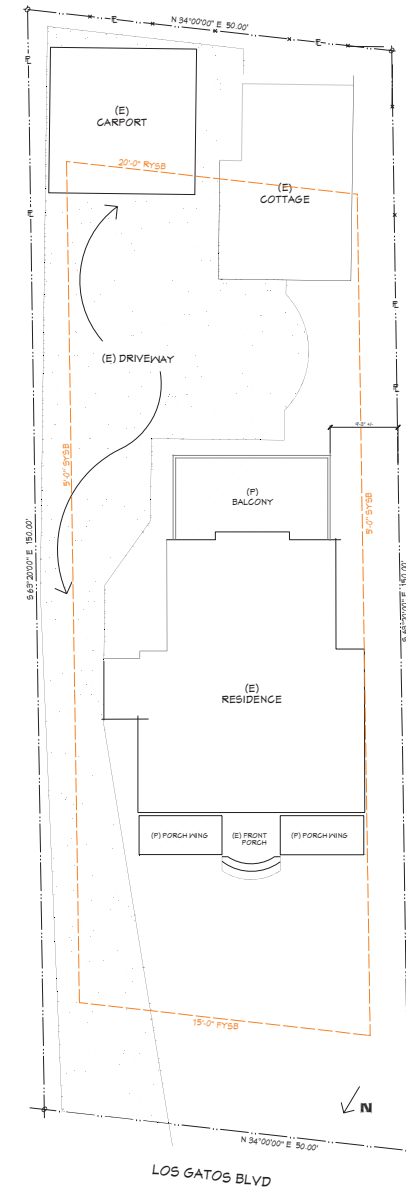 N 34°00'00" E 50.00'
E
E
(E)
CARPORT
E
20'-0" RYSB
(E)
COTTAGE
E
E
(E) DRIVEWAY
E
5'-0" SYSB
(P)
BALCONY
5'-0" SYSB
S 63°20'00" E 150.00'
(E)
RESIDENCE
(P) PORCH WING
(E) FRONT
PORCH
(P) PORCH WING
15'-0" FYSB
N
N 34°00'00" E 50.00'
LOS GATOS BLVD